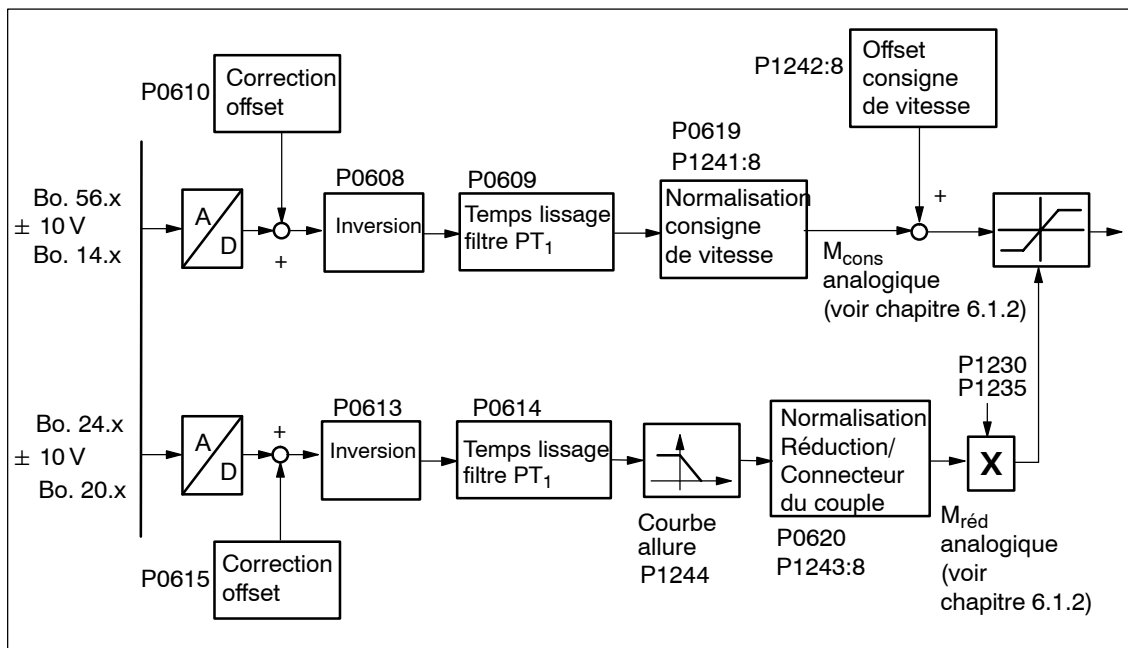 P0610
Correction
offset
P1242:8
Offset
consigne
de vitesse
Bo. 56.x
± 10 V
Bo. 14.x
A
D
+
P0608
Inversion
P0609
Temps lissage
filtre PT1
P0619
P1241:8
Normalisation
consigne
de vitesse
+
Mcons
analogique
(voir chapitre 6.1.2)
P1230
P1235
Bo. 24.x
± 10 V
Bo. 20.x
A
D
+
P0613
Inversion
P0614
Temps lissage
filtre PT1
Courbe
allure
P1244
Normalisation
Réduction/
Connecteur
du couple
P0620
P1243:8
X
Mréd
analogique
(voir
chapitre 6.1.2)
P0615
Correction
offset